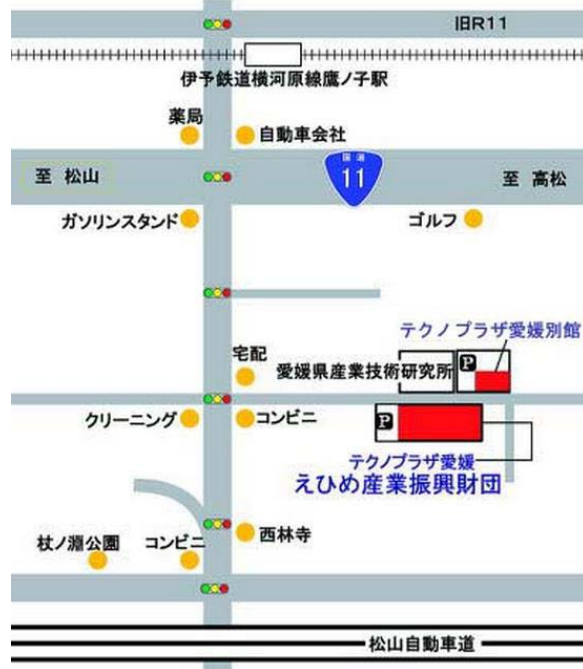 旧R11
伊予鉄道横河原線鷹ノ子駅
薬局
自動車会社
至 松山
国道
11
至 高松
ガソリンスタンド
ゴルフ
テクノプラザ愛媛別館
宅配
愛媛県産業技術研究所
P
クリーニング
コンビニ
P
テクノプラザ愛媛
えひめ産業振興財団
西林寺
杖ノ淵公園
コンビニ
松山自動車道